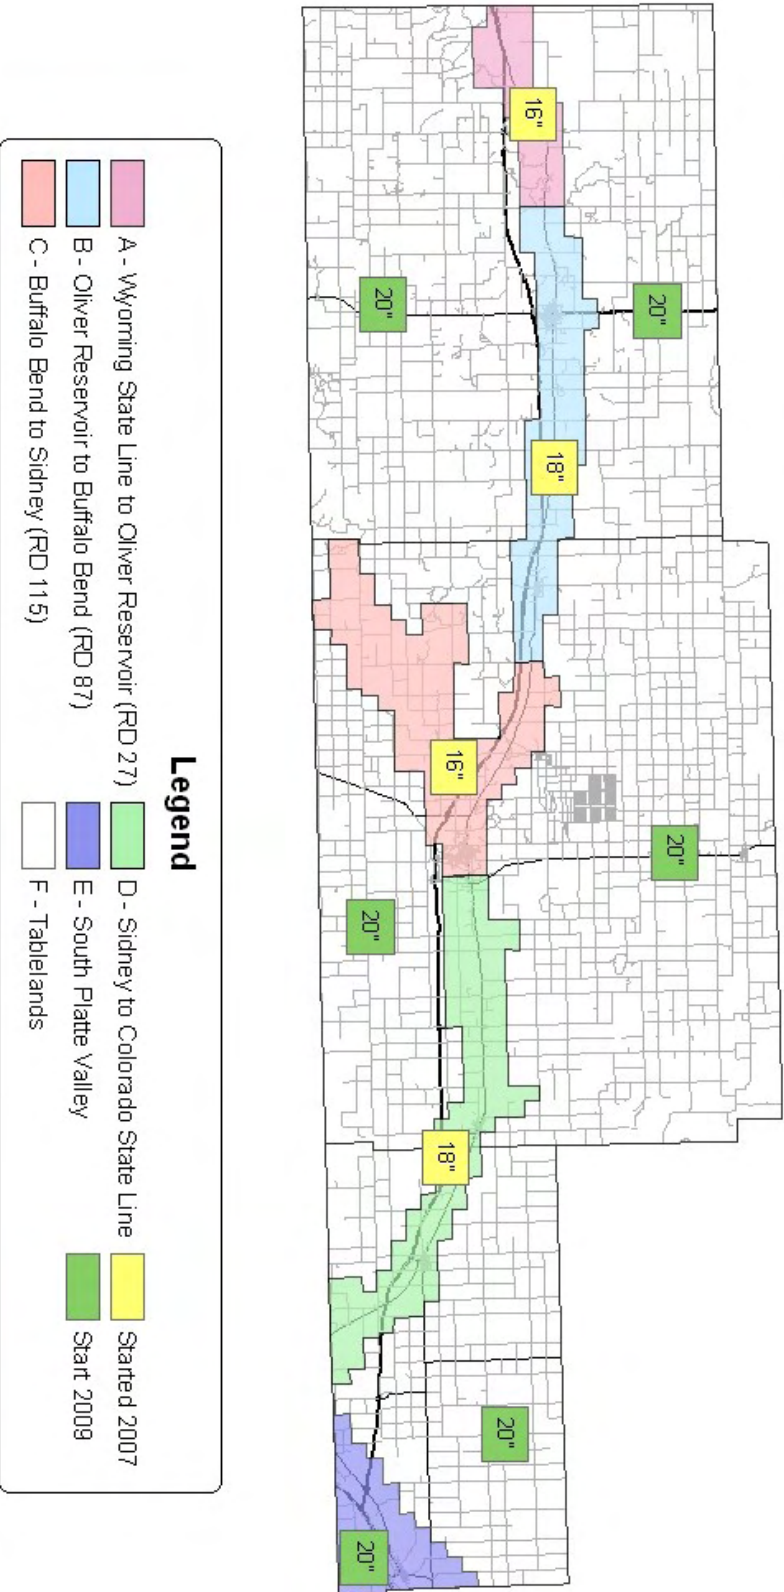 20"
20"
20"
16"
18"
16"
18"
20"
20"
20"
Legend
A - Wyoming State Line to Oliver Reservoir (RD 27)
B - Oliver Reservoir to Buffalo Bend (RD 87)
C - Buffalo Bend to Sidney (RD 115)
D - Sidney to Colorado State Line
E - South Platte Valley
F - Tablelands
Started 2007
Start 2009